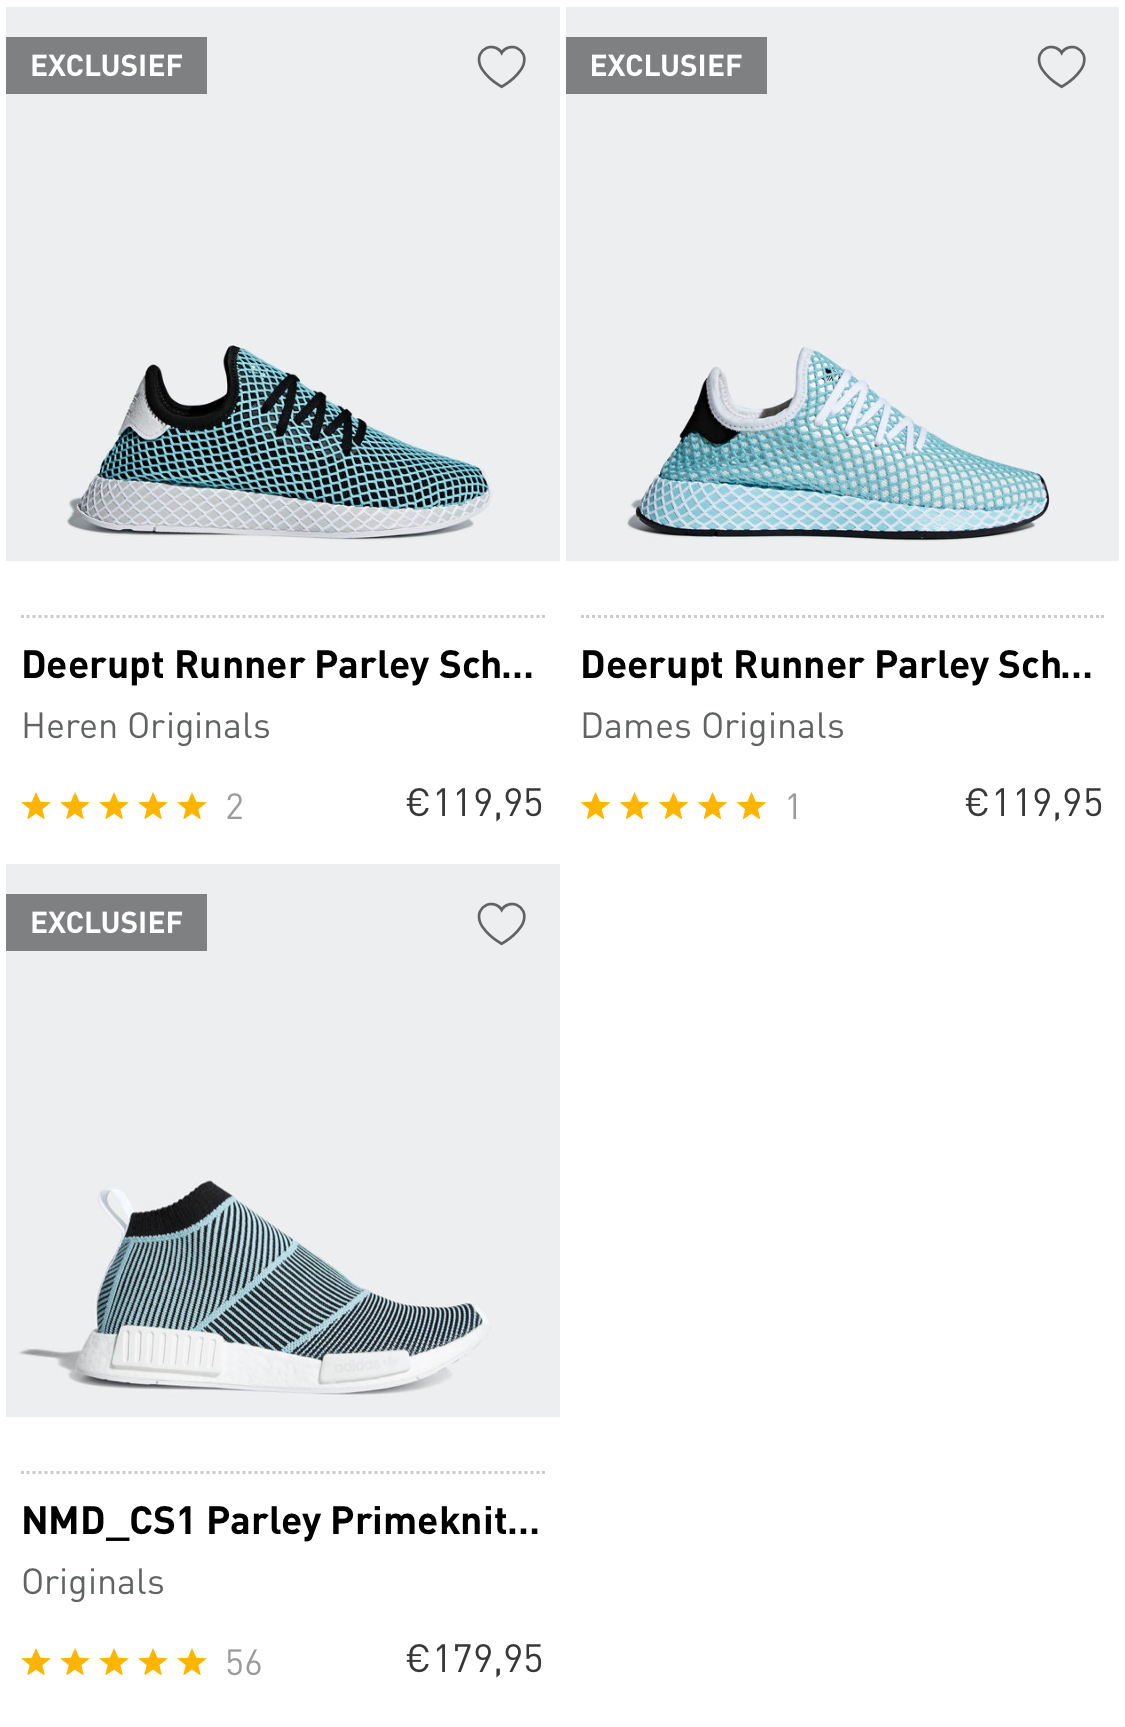 EXCLUSIEF
EXCLUSIEF
Deerupt Runner Parley Sch...
Heren Originals
2
€119,95
Deerupt Runner Parley Sch...
Dames Originals
1
€119,95
EXCLUSIEF
adidas
NMD_CS1 Parley Primeknit...
Originals
56
€179,95